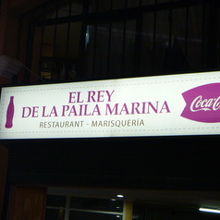 EL REY
DE LA PAILA MARINA
RESTAURANT - MARISQUERÍA
Coca-Cola